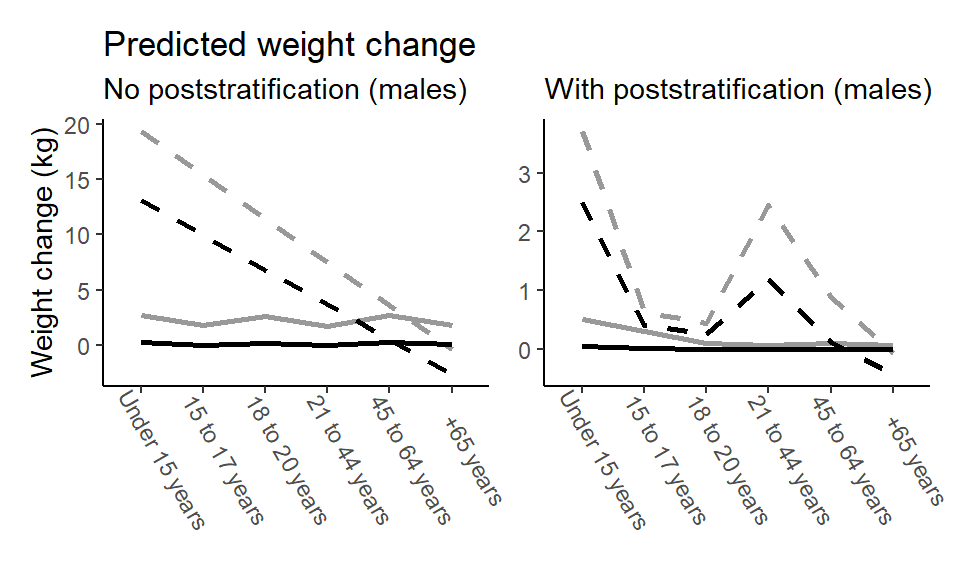 Predicted weight change
No poststratification (males)
With poststratification (males)
Weight change (kg)
20
15
10
5
0
Under 15 years
15 to 17 years
18 to 20 years
21 to 44 years
45 to 64 years
+65 years
3
2
1
0
Under 15 years
15 to 17 years
18 to 20 years
21 to 44 years
45 to 64 years
+65 years